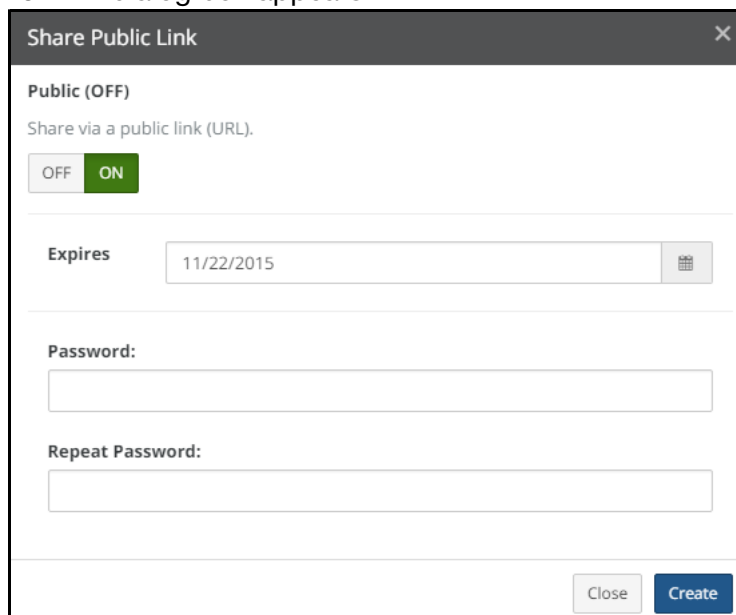 Share Public Link
Public (OFF)
Share via a public link (URL).
OFF ON
Expires 11/22/2015
Password:
Repeat Password:
Close Create